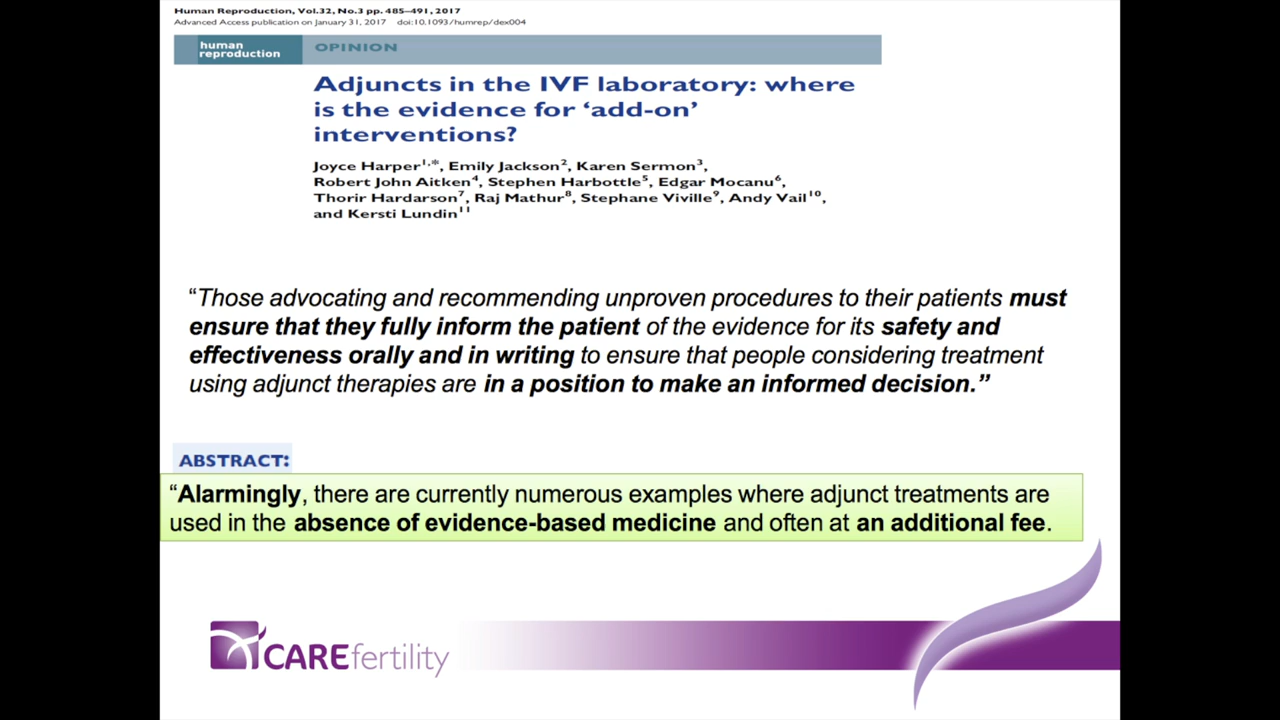 Human Reproduction, Vol.32, No.3 pp. 485–491, 2017
Advanced Access publication on January 31, 2017 doi:10.1093/humrep/dex004
human
reproduction
OPINION
Adjuncts in the IVF laboratory: where
is the evidence for ‘add-on’
interventions?
Joyce Harper1,*, Emily Jackson2, Karen Sermon3,
Robert John Aitken4, Stephen Harbottle5, Edgar Mocanu6,
Thorir Hardarson7, Raj Mathur8, Stephane Viville9, Andy Vail10,
and Kersti Lundin11
“Those advocating and recommending unproven procedures to their patients must
ensure that they fully inform the patient of the evidence for its safety and
effectiveness orally and in writing to ensure that people considering treatment
using adjunct therapies are in a position to make an informed decision.”
ABSTRACT:
“Alarmingly, there are currently numerous examples where adjunct treatments are
used in the absence of evidence-based medicine and often at an additional fee.
CAREfertility